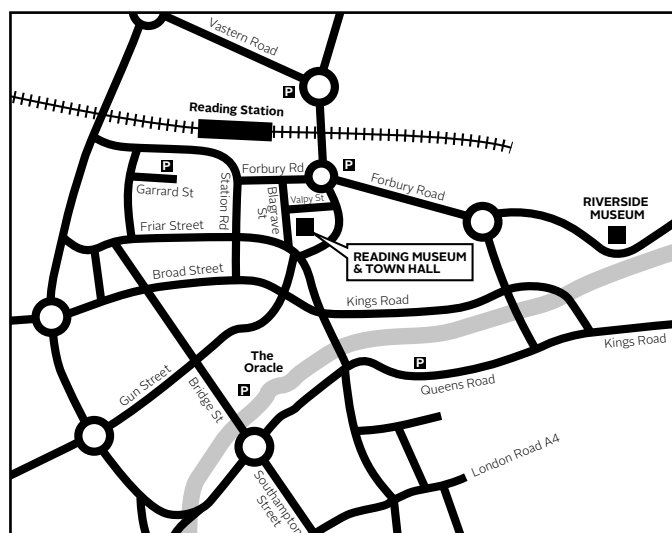 Vastern Road
P
Reading Station
P
P
Forbury Rd
Garrard St
Station Rd
Blagrave
St
Valpy St
Forbury Road
RIVERSIDE
MUSEUM
Friar Street
READING MUSEUM
& TOWN HALL
Broad Street
Kings Road
Kings Road
The
Oracle
P
P
Gun Street
Bridge St
Queens Road
London Road A4
Southampton
Street